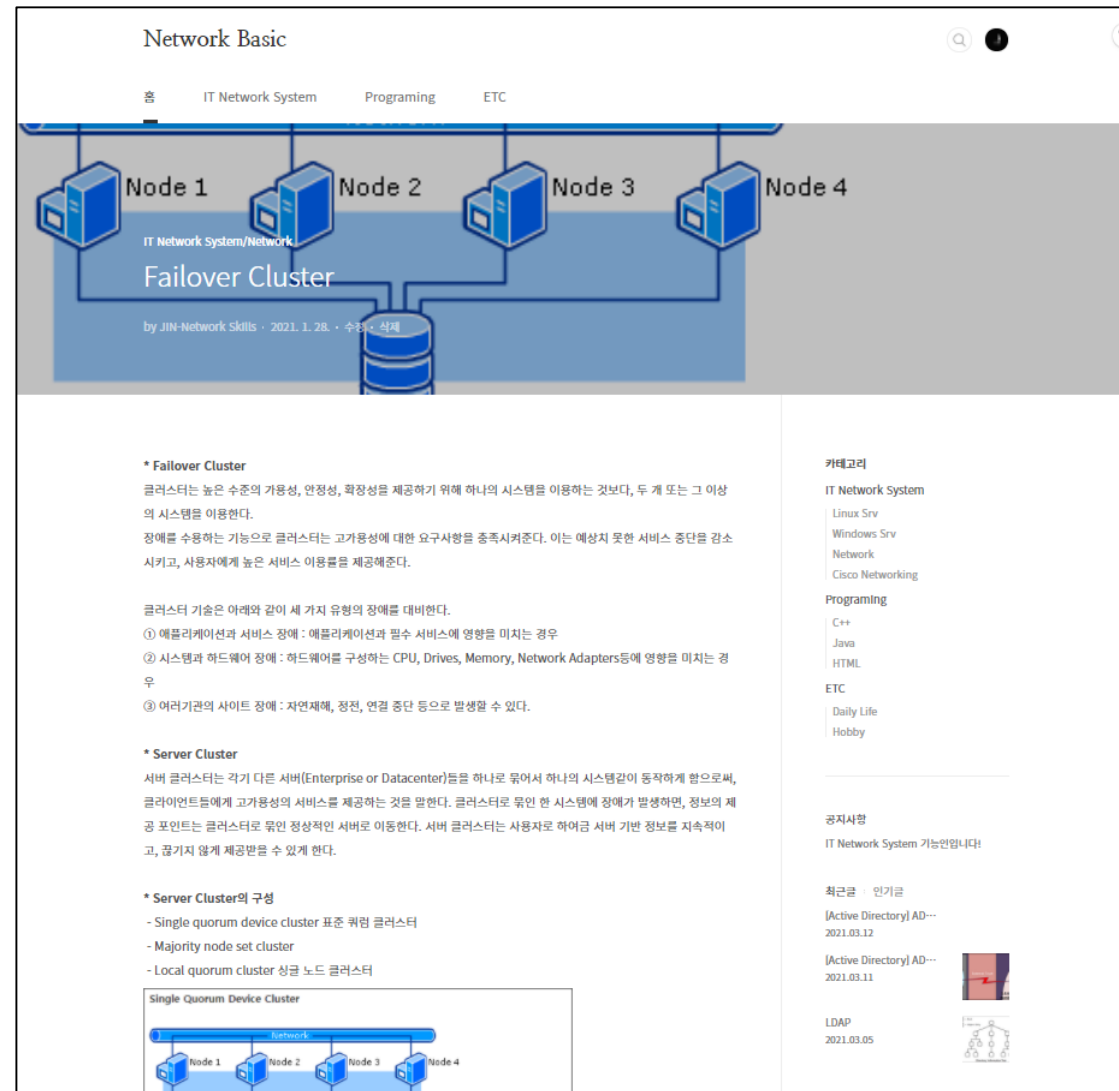 Network Basic
홈 IT Network System Programing ETC
Node 1 Node 2 Node 3 Node 4
IT Network System/Network
Failover Cluster
by JIN-Network Skills · 2021. 1. 28. · 수정 · 삭제
* Failover Cluster
클러스터는 높은 수준의 가용성, 안정성, 확장성을 제공하기 위해 하나의 시스템을 이용하는 것보다, 두 개 또는 그 이상
의 시스템을 이용한다.
장애를 수용하는 기능으로 클러스터는 고가용성에 대한 요구사항을 충족시켜준다. 이는 예상치 못한 서비스 중단을 감소
시키고, 사용자에게 높은 서비스 이용률을 제공해준다.
클러스터 기술은 아래와 같이 세 가지 유형의 장애를 대비한다.
① 애플리케이션과 서비스 장애 : 애플리케이션과 필수 서비스에 영향을 미치는 경우
② 시스템과 하드웨어 장애 : 하드웨어를 구성하는 CPU, Drives, Memory, Network Adapters등에 영향을 미치는 경
우
③ 여러기관의 사이트 장애 : 자연재해, 정전, 연결 중단 등으로 발생할 수 있다.
* Server Cluster
서버 클러스터는 각기 다른 서버(Enterprise or Datacenter)들을 하나로 묶어서 하나의 시스템같이 동작하게 함으로써,
클라이언트들에게 고가용성의 서비스를 제공하는 것을 말한다. 클러스터로 묶인 한 시스템에 장애가 발생하면, 정보의 제
공 포인트는 클러스터로 묶인 정상적인 서버로 이동한다. 서버 클러스터는 사용자로 하여금 서버 기반 정보를 지속적이
고, 끊기지 않게 제공받을 수 있게 한다.
* Server Cluster의 구성
- Single quorum device cluster 표준 쿼럼 클러스터
- Majority node set cluster
- Local quorum cluster 싱글 노드 클러스터
Single Quorum Device Cluster
Network
Node 1 Node 2 Node 3 Node 4
카테고리
IT Network System
Linux Srv
Windows Srv
Network
Cisco Networking
Programing
C++
Java
HTML
ETC
Daily Life
Hobby
공지사항
IT Network System 기능인입니다!
최근글 인기글
[Active Directory] AD…
2021.03.12
[Active Directory] AD…
2021.03.11
LDAP
2021.03.05